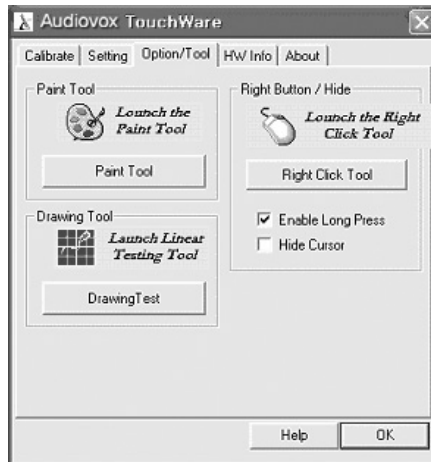 Audiovox TouchWare
Calibrate Setting Option/Tool HW Info About
Paint Tool
Lounch the
Paint Tool
Paint Tool
Drawing Tool
Launch Linear
Testing Tool
DrawingTest
Right Button / Hide
Lounch the Right
Click Tool
Right Click Tool
Enable Long Press
Hide Cursor
Help OK